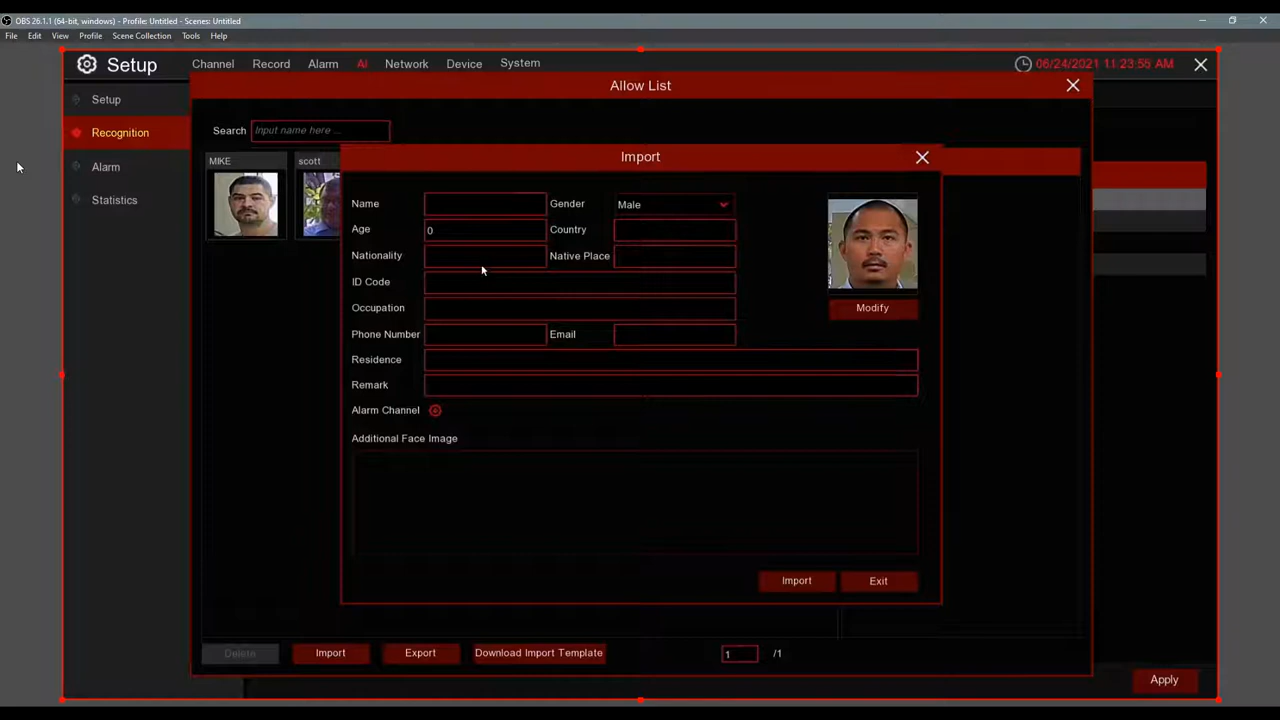 OBS 26.1.1 (64-bit, windows) - Profile: Untitled - Scenes: Untitled
File Edit View Profile Scene Collection Tools Help
Setup Channel Record Alarm AI Network Device System 06/24/2021 11:23:55 AM
Allow List
Setup
Recognition
Alarm
Statistics
Search Input name here ...
MIKE scott
Import
Name Gender Male
Age 0 Country
Nationality Native Place
ID Code
Occupation
Modify
Phone Number Email
Residence
Remark
Alarm Channel
Additional Face Image
Import Exit
Delete Import Export Download Import Template 1 /1
Apply